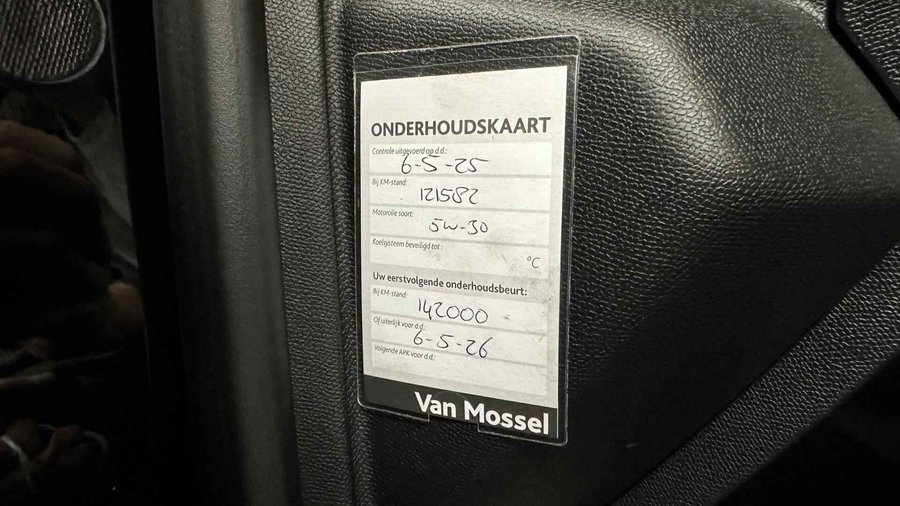 ONDERHOUDSKAART
Controle uitgevoerd op d.d.:
6-5-25
Bij KM-stand:
121582
Motorolie soort:
5W-30
Koelsysteem beveiligd tot:
°C
Uw eerstvolgende onderhoudsbeurt:
Bij KM-stand:
142000
Of uiterlijk voor d.d.:
6-5-26
Volgende APK voor d.d.:
Van Mossel